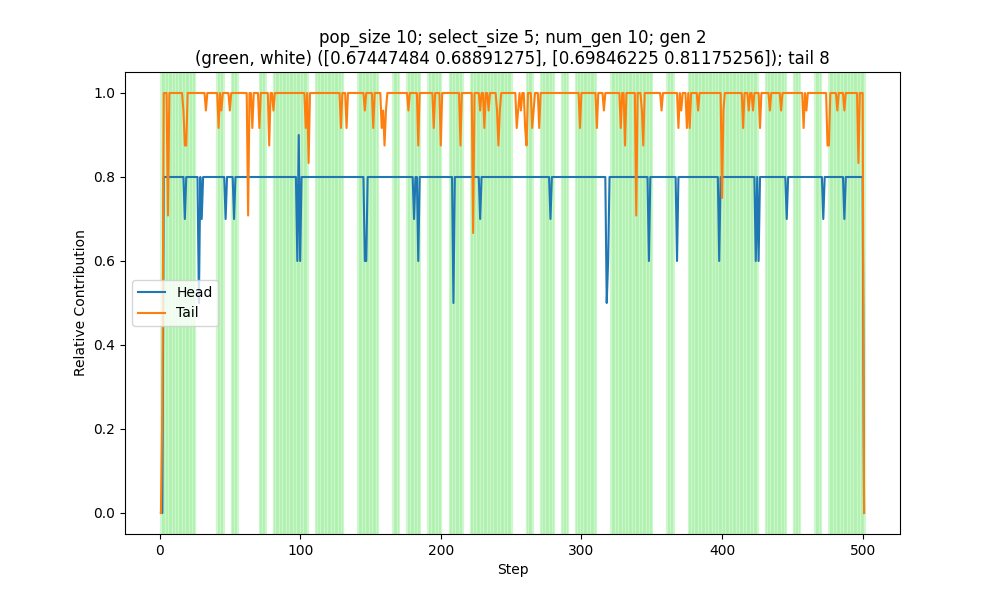 pop_size 10; select_size 5; num_gen 10; gen 2
(green, white) ([0.67447484 0.68891275], [0.69846225 0.81175256]); tail 8
1.0
0.8
0.6
0.4
0.2
0.0
Relative Contribution
Head
Tail
0
100
200
300
400
500
Step